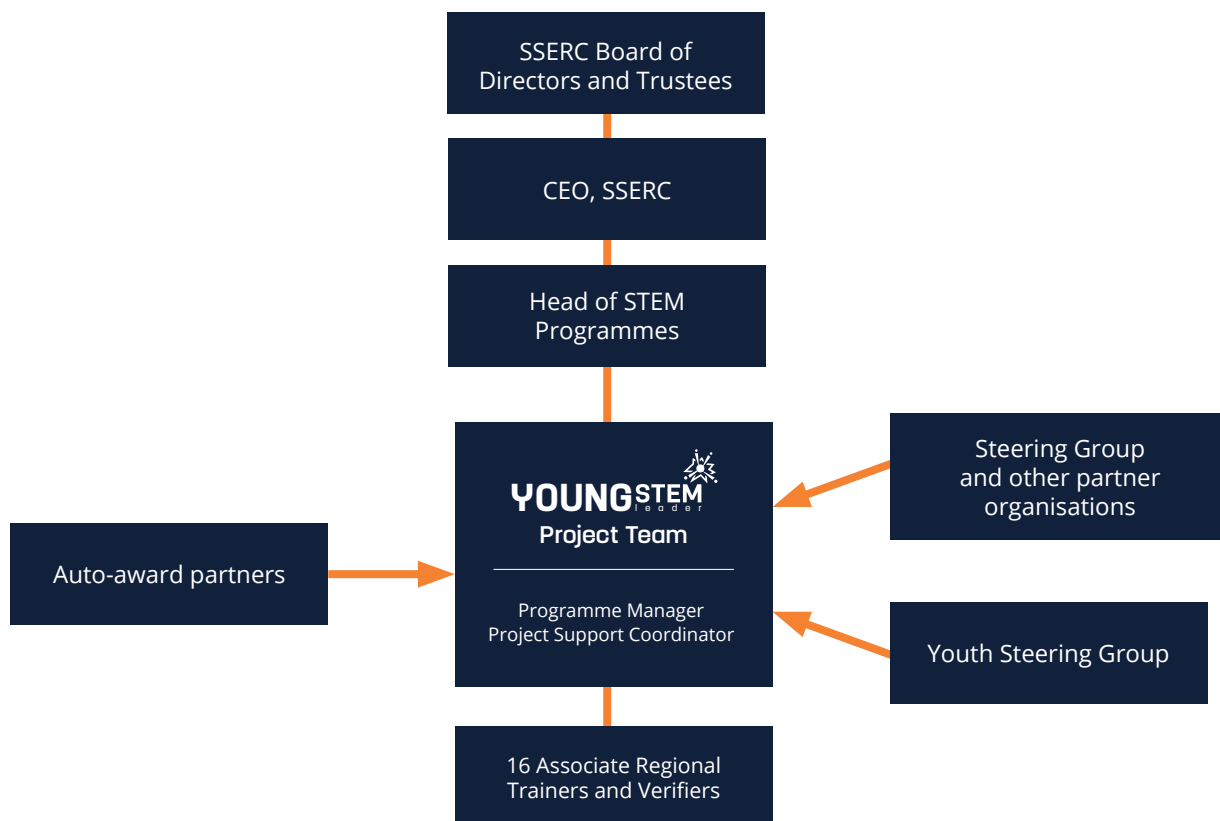 SSERC Board of
Directors and Trustees
CEO, SSERC
Head of STEM
Programmes
YOUNG STEM
leader
Project Team
Programme Manager
Project Support Coordinator
Steering Group
and other partner
organisations
Auto-award partners
Youth Steering Group
16 Associate Regional
Trainers and Verifiers